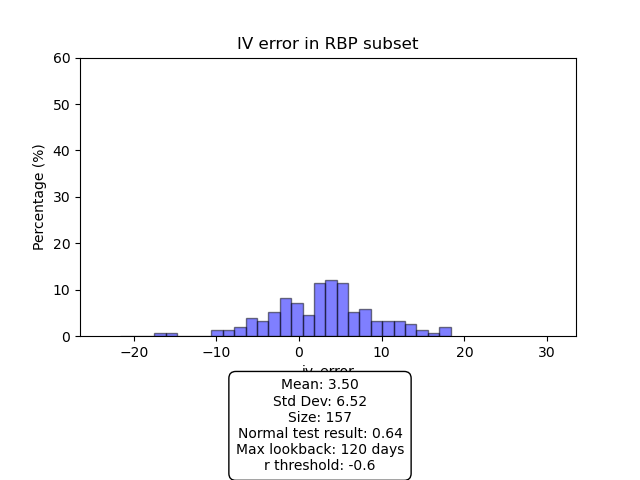 IV error in RBP subset
60
50
40
30
20
10
0
Percentage (%)
−20
−10
0
10
20
30
iv_error
Mean: 3.50
Std Dev: 6.52
Size: 157
Normal test result: 0.64
Max lookback: 120 days
r threshold: -0.6